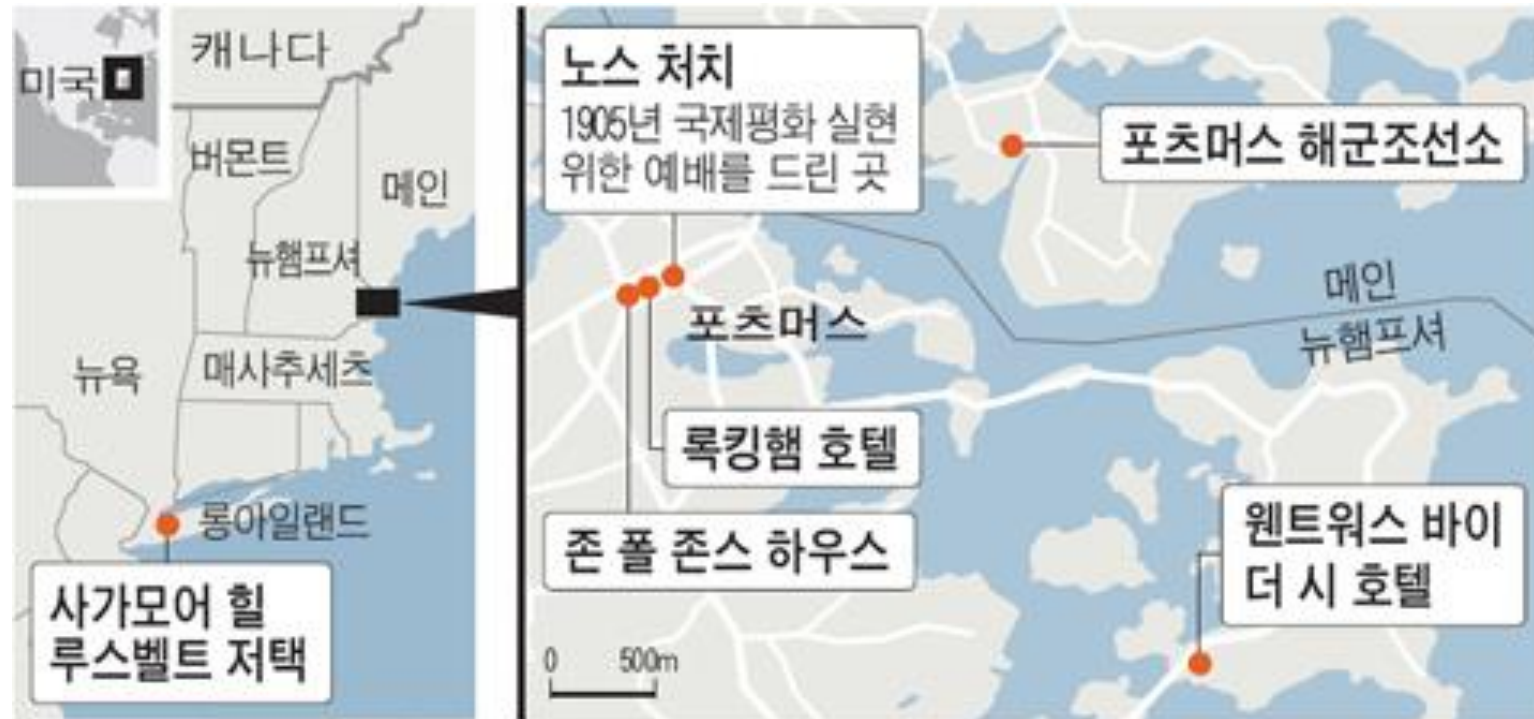 미국
캐나다
버몬트
메인
뉴햄프셔
뉴욕
매사추세츠
롱아일랜드
사가모어 힐
루스벨트 저택
노스 처치
1905년 국제평화 실현
위한 예배를 드린 곳
포츠머스 해군조선소
메인
뉴햄프셔
포츠머스
록킹햄 호텔
존 폴 존스 하우스
웬트워스 바이
더 시 호텔
0 500m